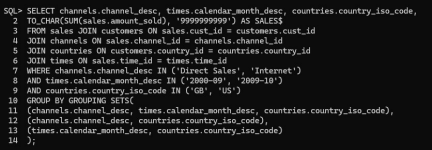 SQL> SELECT channels.channel_desc, times.calendar_month_desc, countries.country_iso_code,
2 TO_CHAR(SUM(sales.amount_sold), '9999999999') AS SALES$
3 FROM sales JOIN customers ON sales.cust_id = customers.cust_id
4 JOIN channels ON sales.channel_id = channels.channel_id
5 JOIN countries ON customers.country_id = countries.country_id
6 JOIN times ON sales.time_id = times.time_id
7 WHERE channels.channel_desc IN ('Direct Sales', 'Internet')
8 AND times.calendar_month_desc IN ('2000-09', '2009-10')
9 AND countries.country_iso_code IN ('GB', 'US')
10 GROUP BY GROUPING SETS(
11 (channels.channel_desc, times.calendar_month_desc, countries.country_iso_code),
12 (channels.channel_desc, countries.country_iso_code),
13 (times.calendar_month_desc, countries.country_iso_code)
14 );